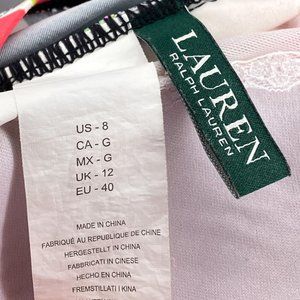 LAUREN
RALPH LAUREN
US - 8
CA - G
MX - G
UK - 12
EU - 40
MADE IN CHINA
FABRIQUÉ AU REPUBLIQUE DE CHINE
HERGESTELLT IN CHINA
FABBRICATI IN CINESE
HECHO EN CHINA
FREMSTILLATI I KINA